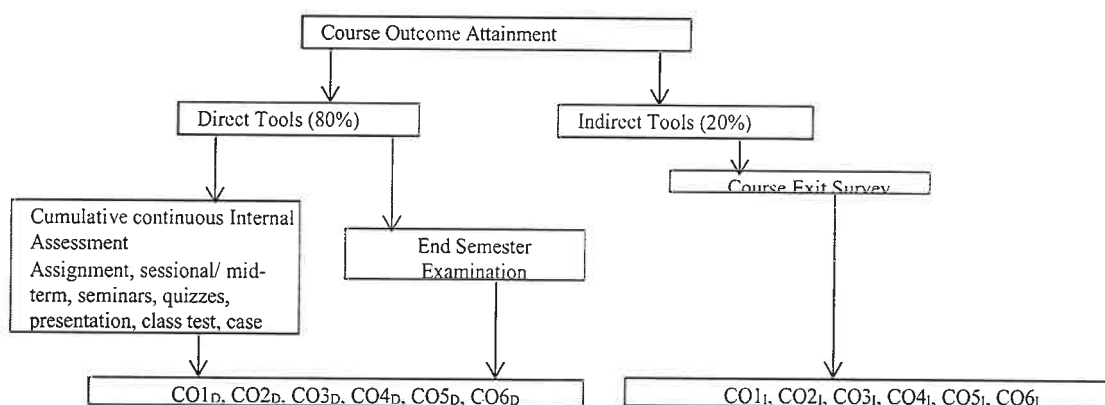 Course Outcome Attainment
Direct Tools (80%)
Indirect Tools (20%)
Course Exit Survey
Cumulative continuous Internal
Assessment
Assignment, sessional/ mid-
term, seminars, quizzes,
presentation, class test, case
End Semester
Examination
CO1D, CO2D, CO3D, CO4D, CO5D, CO6D
CO1I, CO2I, CO3I, CO4I, CO5I, CO6I